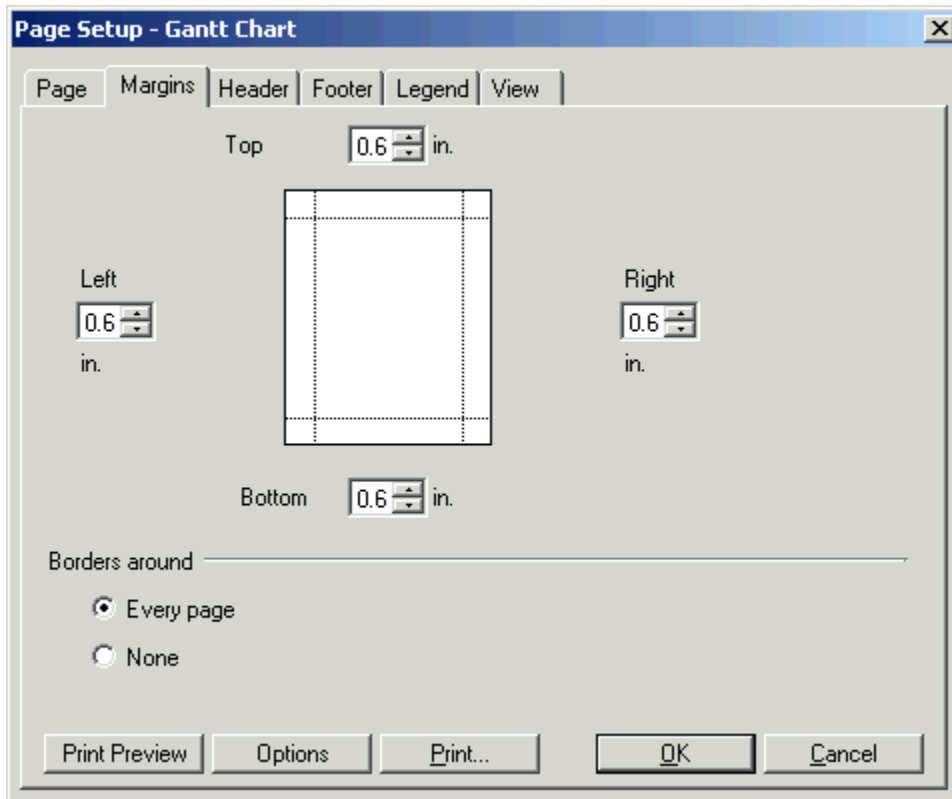 Page Setup - Gantt Chart
Page Margins Header Footer Legend View
Top 0.6 in.
Left
0.6
in.
Right
0.6
in.
Bottom 0.6 in.
Borders around
Every page
None
Print Preview Options Print... OK Cancel